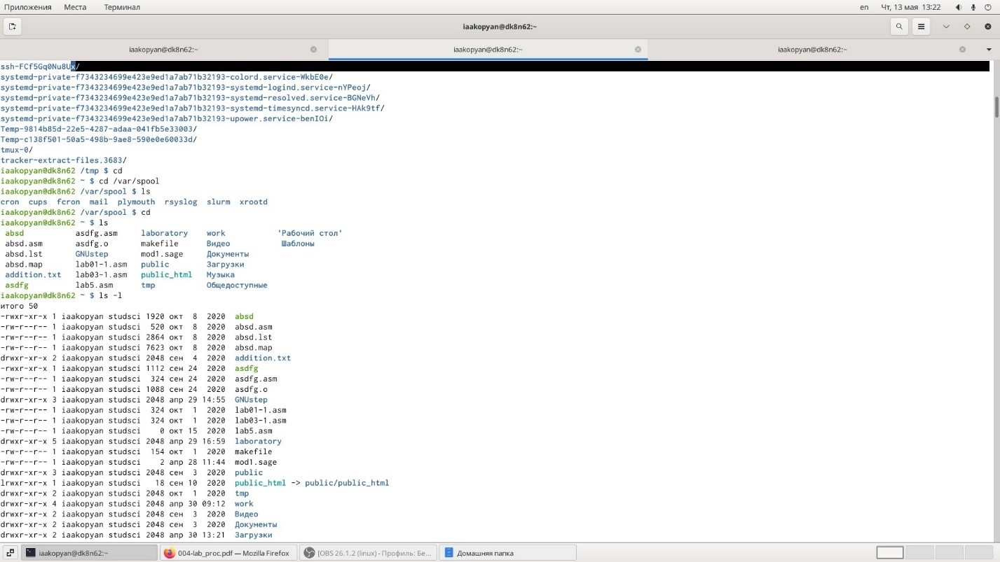 Приложения Места Терминал en Чт, 13 мая 13:22
iaakopyan@dk8n62:~
iaakopyan@dk8n62:~ iaakopyan@dk8n62:~ iaakopyan@dk8n62:~
ssh-FCf5Gq0Nu8Ux/
systemd-private-f7343234699e423e9ed1a7ab71b32193-colord.service-WkbE0e/
systemd-private-f7343234699e423e9ed1a7ab71b32193-systemd-logind.service-nYPeoj/
systemd-private-f7343234699e423e9ed1a7ab71b32193-systemd-resolved.service-BGNeVh/
systemd-private-f7343234699e423e9ed1a7ab71b32193-systemd-timesyncd.service-HAk9tf/
systemd-private-f7343234699e423e9ed1a7ab71b32193-upower.service-benIOi/
Temp-9814b85d-22e5-4287-adaa-041fb5e33003/
Temp-c138f501-50a5-498b-9ae8-590e0e60033d/
tmux-0/
tracker-extract-files.3683/
iaakopyan@dk8n62 /tmp $ cd
iaakopyan@dk8n62 ~ $ cd /var/spool
iaakopyan@dk8n62 /var/spool $ ls
cron cups fcron mail plymouth rsyslog slurm xrootd
iaakopyan@dk8n62 /var/spool $ cd
iaakopyan@dk8n62 ~ $ ls
absd asdfg.asm laboratory work 'Рабочий стол'
absd.asm asdfg.o makefile Видео Шаблоны
absd.lst GNUstep mod1.sage Документы
absd.map lab01-1.asm public Загрузки
addition.txt lab03-1.asm public_html Музыка
asdfg lab5.asm tmp Общедоступные
iaakopyan@dk8n62 ~ $ ls -l
итого 50
-rwxr-xr-x 1 iaakopyan studsci 1920 окт 8 2020 absd
-rw-r--r-- 1 iaakopyan studsci 520 окт 8 2020 absd.asm
-rw-r--r-- 1 iaakopyan studsci 2864 окт 8 2020 absd.lst
-rw-r--r-- 1 iaakopyan studsci 7623 окт 8 2020 absd.map
drwxr-xr-x 2 iaakopyan studsci 2048 сен 4 2020 addition.txt
-rwxr-xr-x 1 iaakopyan studsci 1112 сен 24 2020 asdfg
-rw-r--r-- 1 iaakopyan studsci 324 сен 24 2020 asdfg.asm
-rw-r--r-- 1 iaakopyan studsci 1088 сен 24 2020 asdfg.o
drwxr-xr-x 3 iaakopyan studsci 2048 апр 29 14:55 GNUstep
-rw-r--r-- 1 iaakopyan studsci 324 окт 1 2020 lab01-1.asm
-rw-r--r-- 1 iaakopyan studsci 324 окт 1 2020 lab03-1.asm
-rw-r--r-- 1 iaakopyan studsci 0 окт 15 2020 lab5.asm
drwxr-xr-x 5 iaakopyan studsci 2048 апр 29 16:59 laboratory
-rw-r--r-- 1 iaakopyan studsci 154 окт 1 2020 makefile
-rw-r--r-- 1 iaakopyan studsci 2 апр 28 11:44 mod1.sage
drwxr-xr-x 3 iaakopyan studsci 2048 сен 3 2020 public
lrwxr-xr-x 1 iaakopyan studsci 18 сен 10 2020 public_html -> public/public_html
drwxr-xr-x 2 iaakopyan studsci 2048 окт 1 2020 tmp
drwxr-xr-x 4 iaakopyan studsci 2048 апр 30 09:12 work
drwxr-xr-x 2 iaakopyan studsci 2048 сен 3 2020 Видео
drwxr-xr-x 2 iaakopyan studsci 2048 сен 3 2020 Документы
drwxr-xr-x 2 iaakopyan studsci 2048 апр 30 13:21 Загрузки
iaakopyan@dk8n62:~ 004-lab_proc.pdf — Mozilla Firefox [OBS 26.1.2 (linux) - Профиль: Бе... Домашняя папка